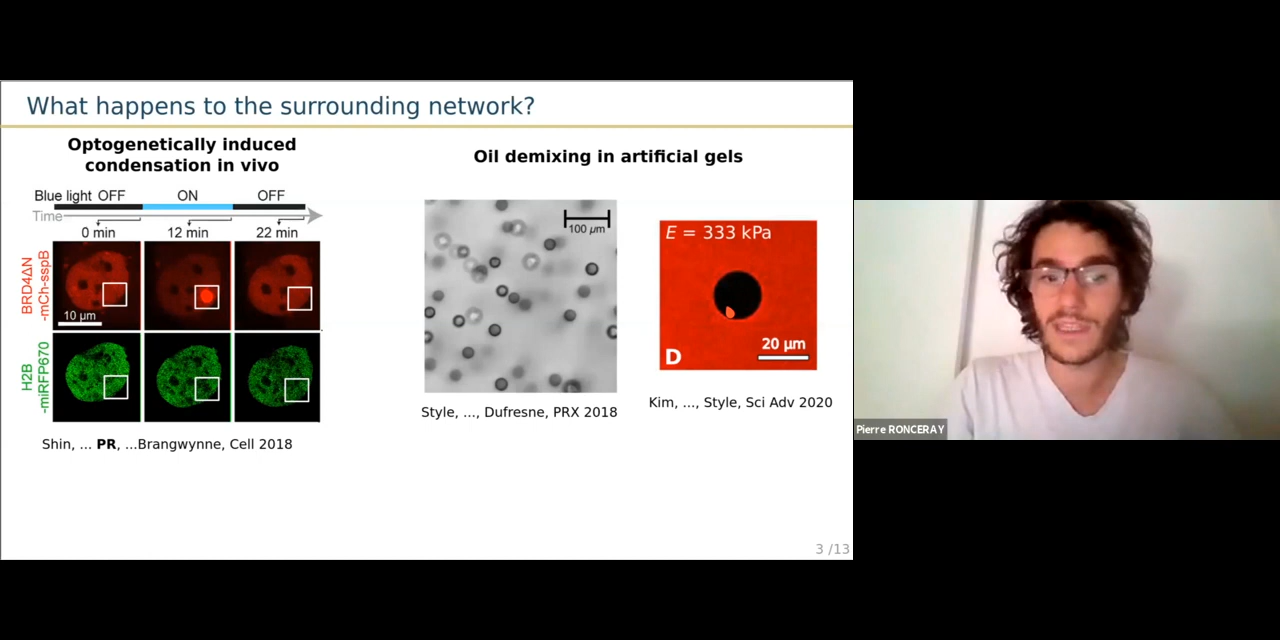 What happens to the surrounding network?
Optogenetically induced
condensation in vivo
Blue light OFF ON OFF
Time
0 min 12 min 22 min
BRD4ΔN
-mCh-sspB
10 μm
H2B
-miRFP670
Shin, ... PR, ...Brangwynne, Cell 2018
Oil demixing in artificial gels
100 μm
Style, ..., Dufresne, PRX 2018
E = 333 kPa
20 μm
D
Kim, ..., Style, Sci Adv 2020
3 /13
Pierre RONCERAY